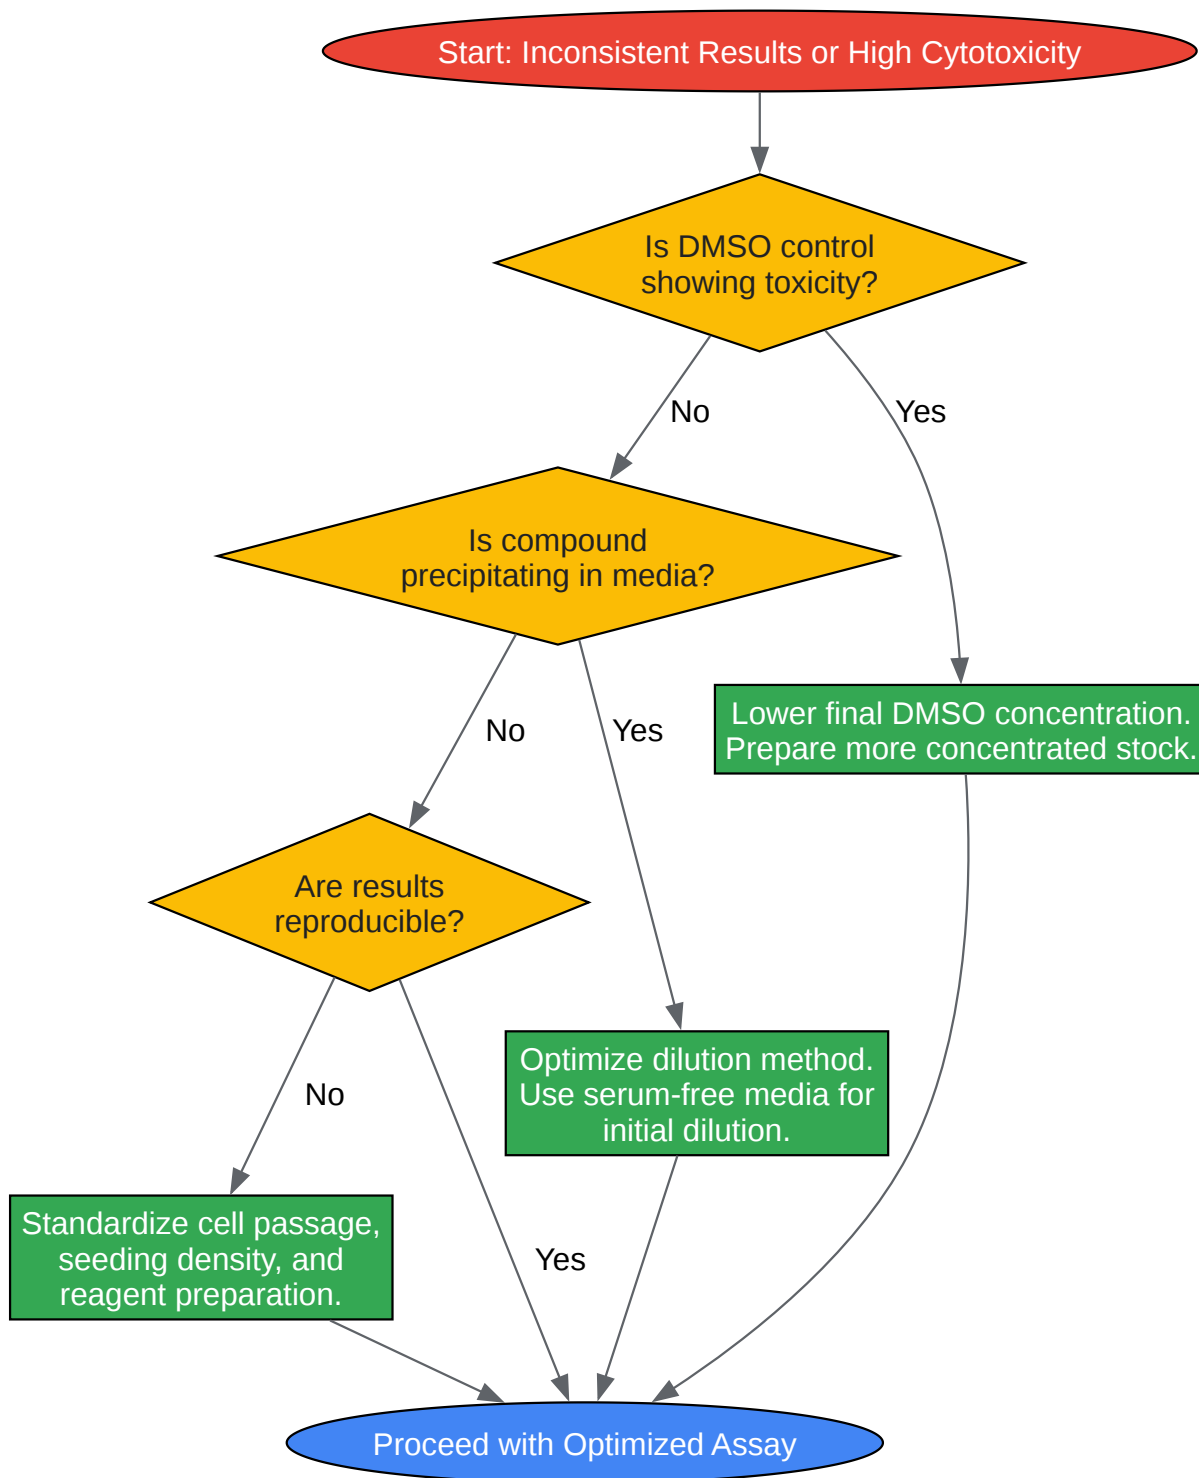 Start: Inconsistent Results or High Cytotoxicity
Is DMSO control
showing toxicity?
No
Yes
Is compound
precipitating in media?
No
Yes
Lower final DMSO concentration.
Prepare more concentrated stock.
Are results
reproducible?
No
Yes
Optimize dilution method.
Use serum-free media for
initial dilution.
Standardize cell passage,
seeding density, and
reagent preparation.
Proceed with Optimized Assay